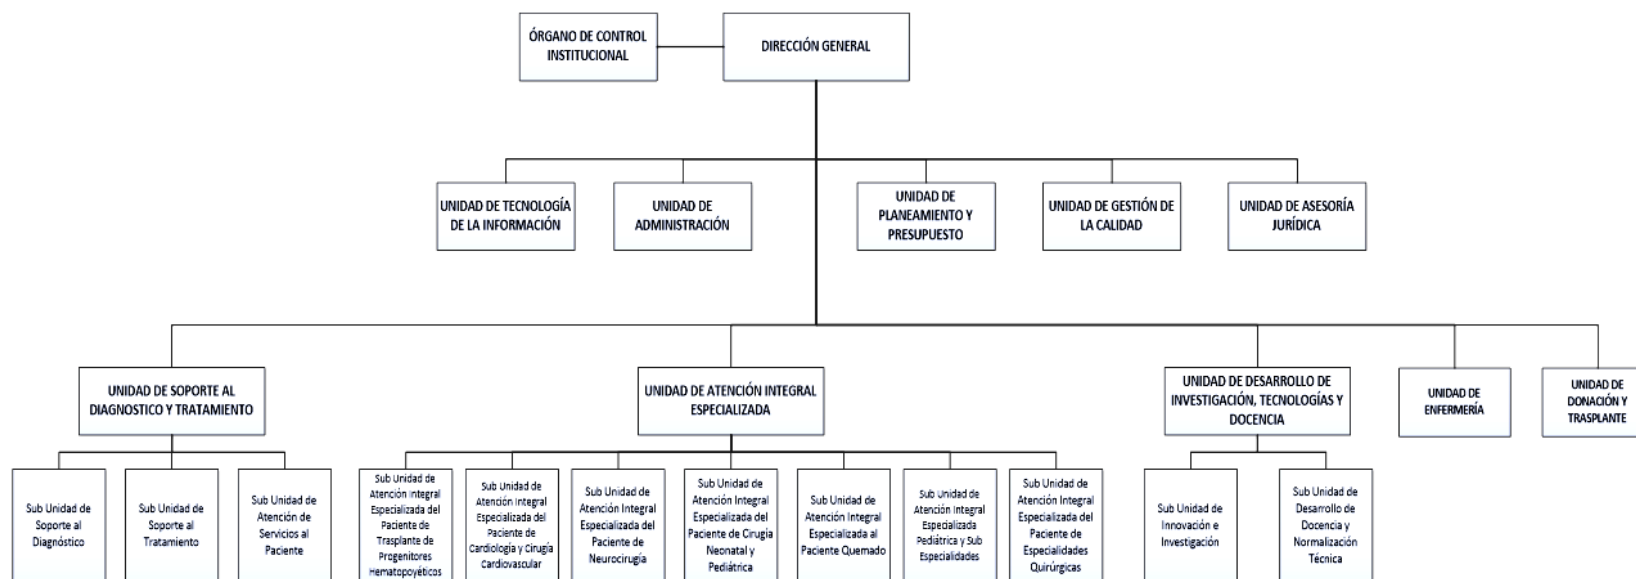 ÓRGANO DE CONTROL
INSTITUCIONAL
DIRECCIÓN GENERAL
UNIDAD DE TECNOLOGÍA
DE LA INFORMACIÓN
UNIDAD DE
ADMINISTRACIÓN
UNIDAD DE
PLANEAMIENTO Y
PRESUPUESTO
UNIDAD DE GESTIÓN DE
LA CALIDAD
UNIDAD DE ASESORÍA
JURÍDICA
UNIDAD DE SOPORTE AL
DIAGNOSTICO Y TRATAMIENTO
UNIDAD DE ATENCIÓN INTEGRAL
ESPECIALIZADA
UNIDAD DE DESARROLLO DE
INVESTIGACIÓN, TECNOLOGÍAS Y
DOCENCIA
UNIDAD DE
ENFERMERÍA
UNIDAD DE
DONACIÓN Y
TRASPLANTE
Sub Unidad de
Soporte al
Diagnóstico
Sub Unidad de
Soporte al
Tratamiento
Sub Unidad de
Atención de
Servicios al
Paciente
Sub Unidad de
Atención Integral
Especializada del
Paciente de
Trasplante de
Progenitores
Hematopoyéticos
Sub Unidad de
Atención Integral
Especializada del
Paciente de
Cardiología y Cirugía
Cardiovascular
Sub Unidad de
Atención Integral
Especializada del
Paciente de
Neurocirugía
Sub Unidad de
Atención Integral
Especializada del
Paciente de Cirugía
Neonatal y
Pediátrica
Sub Unidad de
Atención Integral
Especializada al
Paciente Quemado
Sub Unidad de
Atención Integral
Especializada
Pediátrica y Sub
Especialidades
Sub Unidad de
Atención Integral
Especializada del
Paciente de
Especialidades
Quirúrgicas
Sub Unidad de
Innovación e
Investigación
Sub Unidad de
Desarrollo de
Docencia y
Normalización
Técnica